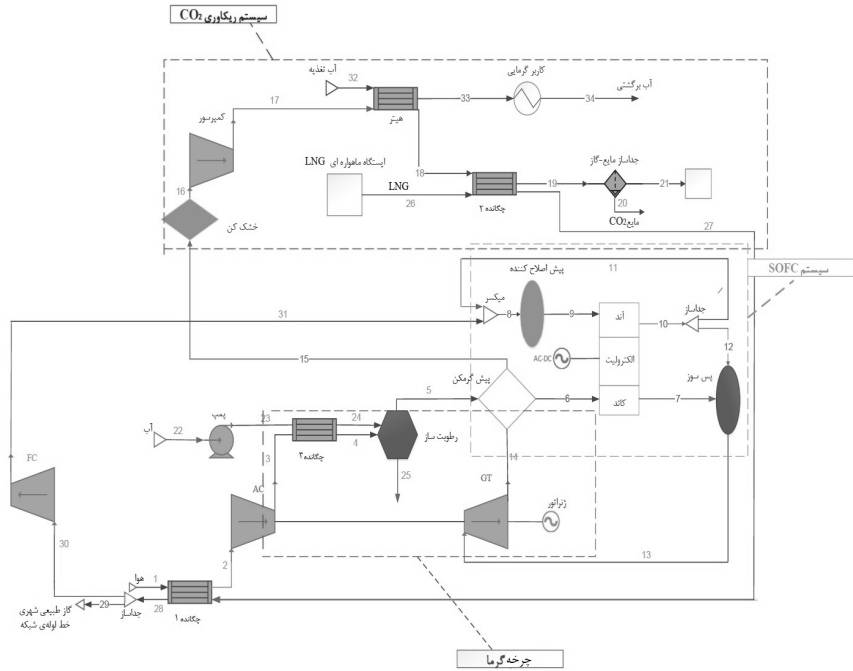 سیستم ریکاوری CO₂
آب تغذیه
32
17
33
کاربر گرمایی
34
آب برگشتی
هیتر
کمپرسور
ایستگاه ماهواره ای LNG
18
جداساز مایع-گاز
LNG
26
19
21
16
چگالنده ۲
20
مایع CO2
27
خشک کن
سیستم SOFC
11
پیش اصلاح کننده
میکسر
31
8
9
آند
10
جداساز
AC-DC
الکترولیت
12
15
پیش گرمکن
پس سوز
5
6
کاتد
7
پمپ
23
24
آب
22
4
رطوبت ساز
چگالنده ۳
3
25
14
FC
AC
GT
ژنراتور
13
30
2
هوا
1
گاز طبیعی شهری
خط لوله‌ی شبکه
29
28
جداساز
چگالنده ۱
چرخه گرما